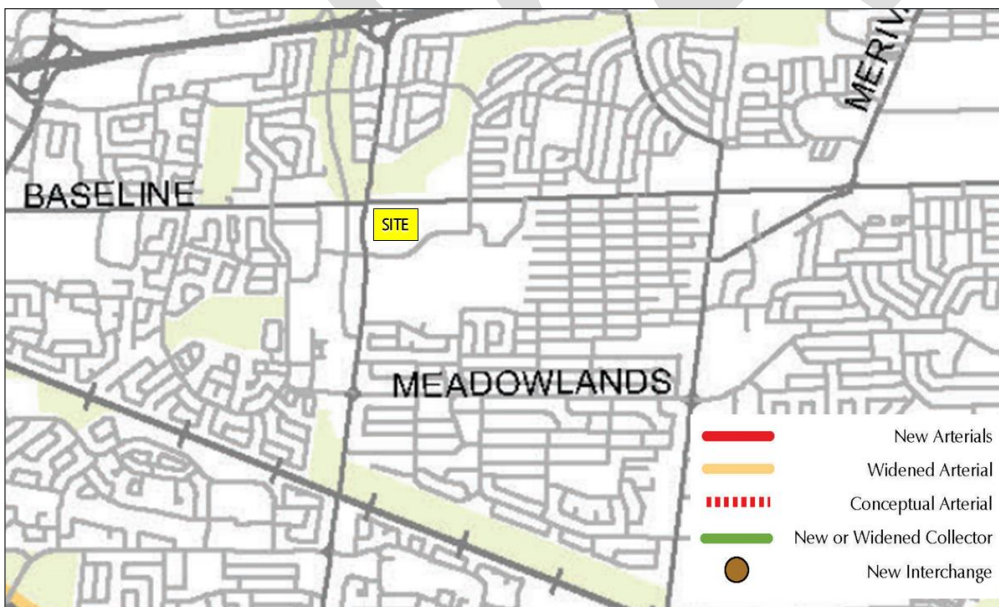 MERIV
BASELINE
SITE
MEADOWLANDS
New Arterials
Widened Arterial
Conceptual Arterial
New or Widened Collector
New Interchange